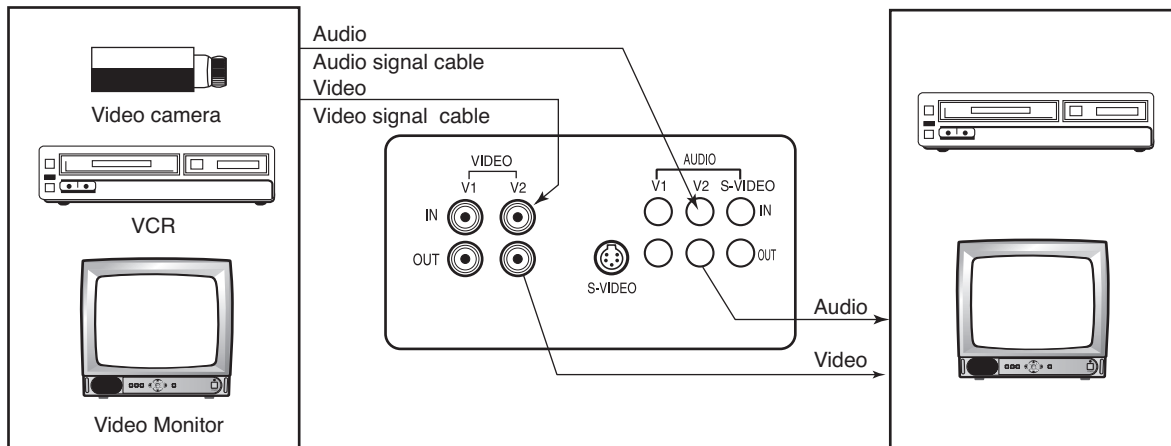 Video camera
VCR
Video Monitor
Audio
Audio signal cable
Video
Video signal cable
VIDEO
V1 V2
IN
OUT
S-VIDEO
AUDIO
V1 V2 S-VIDEO
IN
OUT
Audio
Video